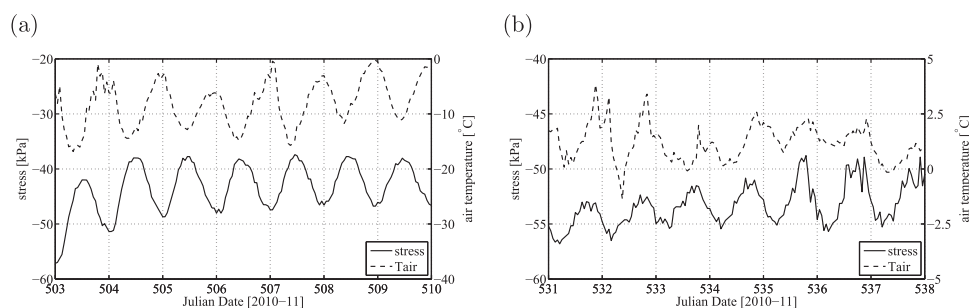 (a)
(b)
−20
−30
−40
−50
−60
stress [kPa]
0
−10
−20
−30
−40
air temperature [°C]
503 504 505 506 507 508 509 510
Julian Date [2010−11]
stress
Tair
−40
−45
−50
−55
−60
stress [kPa]
5
2.5
0
−2.5
−5
air temperature [°C]
531 532 533 534 535 536 537 538
Julian Date [2010−11]
stress
Tair